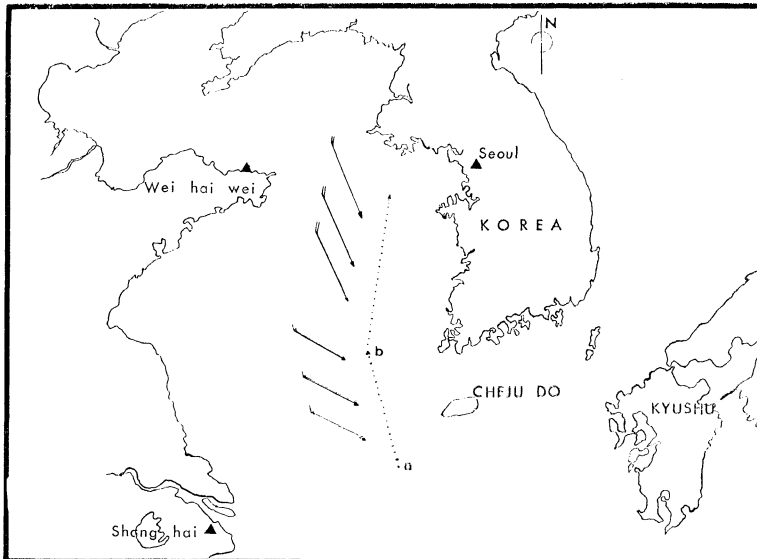 N
Seoul
Wei hai wei
KOREA
b
CHEJU DO
KYUSHU
a
Shang hai